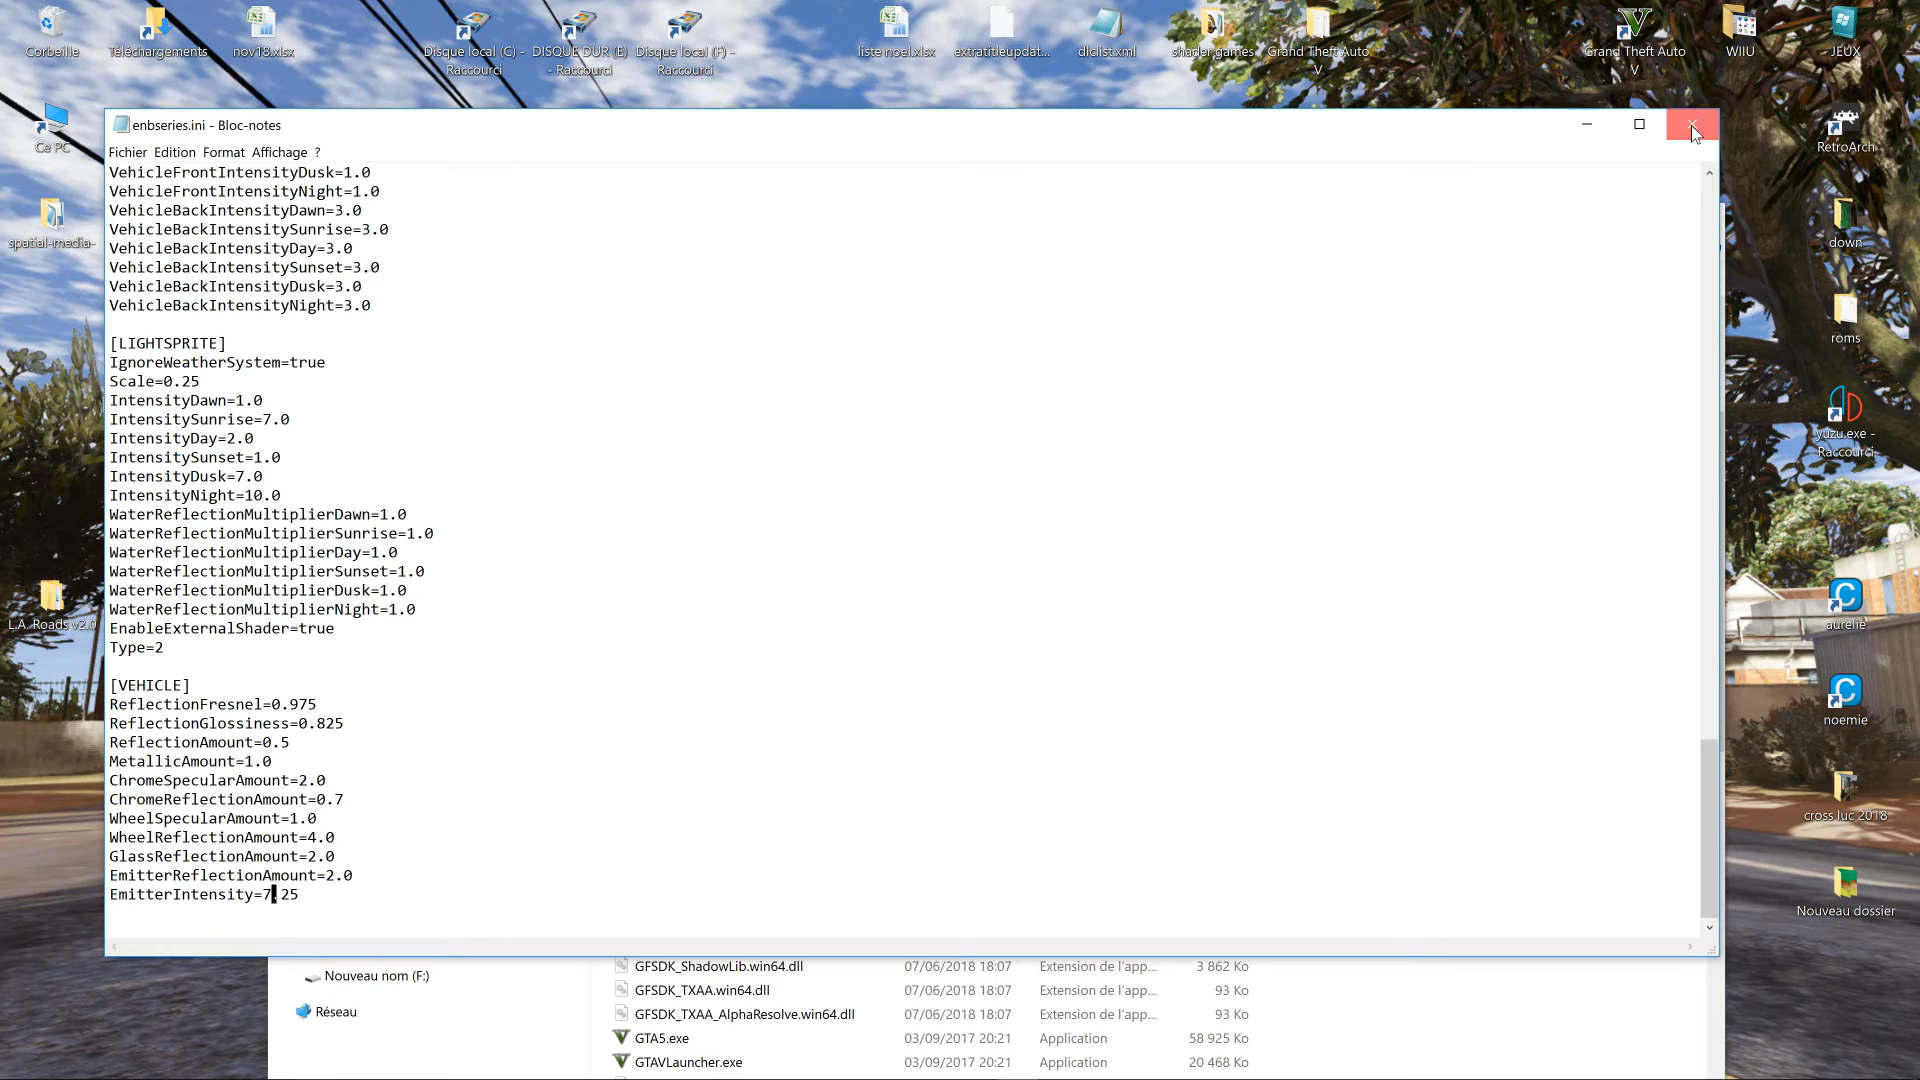 Corbeille
Téléchargements
nov18.xlsx
Disque local (C) -
Raccourci
DISQUE DUR (E)
- Raccourci
Disque local (F) -
Raccourci
liste noel.xlsx
extratitleupdat...
dlclist.xml
shader games
Grand Theft Auto
V
Grand Theft Auto
V
WIIU
JEUX
Ce PC
spatial-media-
L.A. Roads v2.0
RetroArch
down
roms
yuzu.exe -
Raccourci
aurelie
noemie
cross luc 2018
Nouveau dossier
enbseries.ini - Bloc-notes
Fichier Edition Format Affichage ?
VehicleFrontIntensityDusk=1.0
VehicleFrontIntensityNight=1.0
VehicleBackIntensityDawn=3.0
VehicleBackIntensitySunrise=3.0
VehicleBackIntensityDay=3.0
VehicleBackIntensitySunset=3.0
VehicleBackIntensityDusk=3.0
VehicleBackIntensityNight=3.0
[LIGHTSPRITE]
IgnoreWeatherSystem=true
Scale=0.25
IntensityDawn=1.0
IntensitySunrise=7.0
IntensityDay=2.0
IntensitySunset=1.0
IntensityDusk=7.0
IntensityNight=10.0
WaterReflectionMultiplierDawn=1.0
WaterReflectionMultiplierSunrise=1.0
WaterReflectionMultiplierDay=1.0
WaterReflectionMultiplierSunset=1.0
WaterReflectionMultiplierDusk=1.0
WaterReflectionMultiplierNight=1.0
EnableExternalShader=true
Type=2
[VEHICLE]
ReflectionFresnel=0.975
ReflectionGlossiness=0.825
ReflectionAmount=0.5
MetallicAmount=1.0
ChromeSpecularAmount=2.0
ChromeReflectionAmount=0.7
WheelSpecularAmount=1.0
WheelReflectionAmount=4.0
GlassReflectionAmount=2.0
EmitterReflectionAmount=2.0
EmitterIntensity=7.25
Nouveau nom (F:)
Réseau
GFSDK_ShadowLib.win64.dll 07/06/2018 18:07 Extension de l'app... 3 862 Ko
GFSDK_TXAA.win64.dll 07/06/2018 18:07 Extension de l'app... 93 Ko
GFSDK_TXAA_AlphaResolve.win64.dll 07/06/2018 18:07 Extension de l'app... 93 Ko
GTA5.exe 03/09/2017 20:21 Application 58 925 Ko
GTAVLauncher.exe 03/09/2017 20:21 Application 20 468 Ko